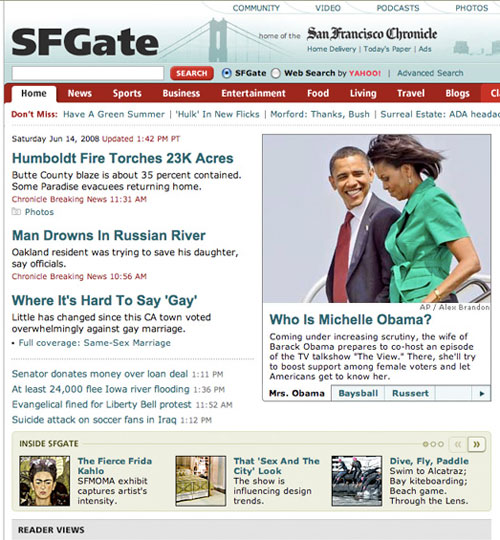 COMMUNITY VIDEO PODCASTS PHOTOS
SFGate
home of the San Francisco Chronicle
Home Delivery | Today's Paper | Ads
SEARCH SFGate Web Search by YAHOO! | Advanced Search
Home News Sports Business Entertainment Food Living Travel Blogs Cl
Don't Miss: Have A Green Summer | 'Hulk' In New Flicks | Morford: Thanks, Bush | Surreal Estate: ADA heada
Saturday Jun 14, 2008 Updated 1:42 PM PT
Humboldt Fire Torches 23K Acres
Butte County blaze is about 35 percent contained.
Some Paradise evacuees returning home.
Chronicle Breaking News 11:31 AM
Photos
Man Drowns In Russian River
Oakland resident was trying to save his daughter,
say officials.
Chronicle Breaking News 10:56 AM
Where It's Hard To Say 'Gay'
Little has changed since this CA town voted
overwhelmingly against gay marriage.
• Full coverage: Same-Sex Marriage
Senator donates money over loan deal 1:11 PM
At least 24,000 flee Iowa river flooding 1:36 PM
Evangelical fined for Liberty Bell protest 11:52 AM
Suicide attack on soccer fans in Iraq 1:12 PM
AP / Alex Brandon
Who Is Michelle Obama?
Coming under increasing scrutiny, the wife of
Barack Obama prepares to co-host an episode
of the TV talkshow "The View." There, she'll try
to boost support among female voters and let
Americans get to know her.
Mrs. Obama Baysball Russert
INSIDE SFGATE
The Fierce Frida
Kahlo
SFMOMA exhibit
captures artist's
intensity.
That 'Sex And The
City' Look
The show is
influencing design
trends.
Dive, Fly, Paddle
Swim to Alcatraz;
Bay kiteboarding;
Beach game.
Through the Lens.
READER VIEWS